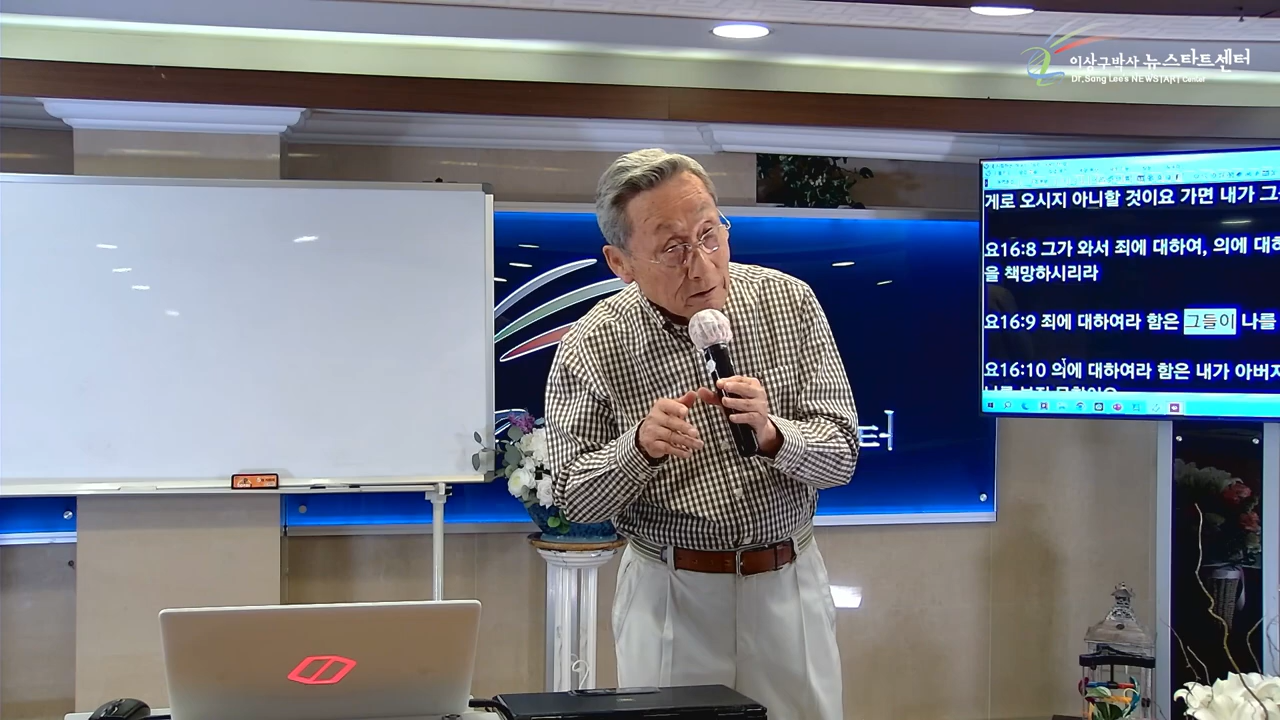 이상구박사 뉴스타트센터
Dr.Sang Lee's NEWSTART Center
게로 오시지 아니할 것이요 가면 내가 그
요16:8 그가 와서 죄에 대하여, 의에 대하
을 책망하시리라
요16:9 죄에 대하여라 함은 그들이 나를
요16:10 의에 대하여라 함은 내가 아버지
터